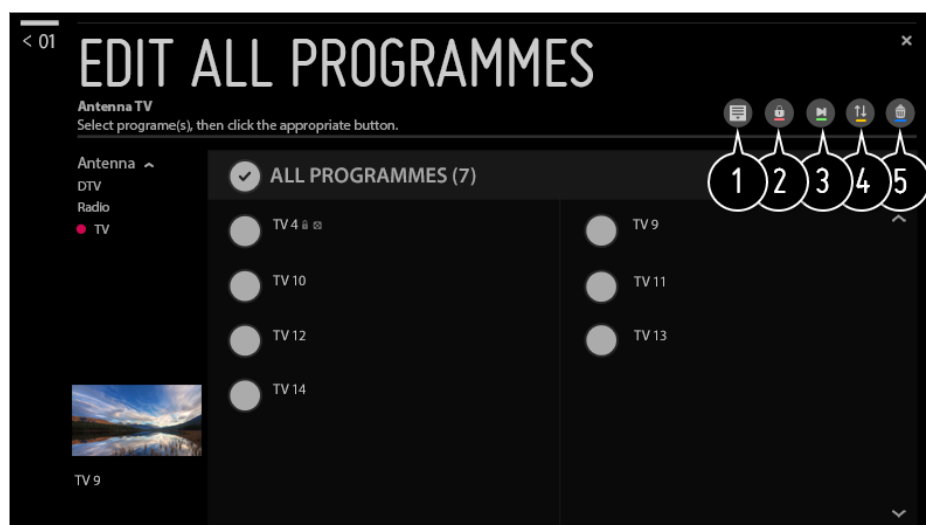 < 01
EDIT ALL PROGRAMMES
Antenna TV
Select programe(s), then click the appropriate button.
1 2 3 4 5
Antenna
DTV
Radio
TV
ALL PROGRAMMES (7)
TV 4
TV 9
TV 10
TV 11
TV 12
TV 13
TV 14
TV 9